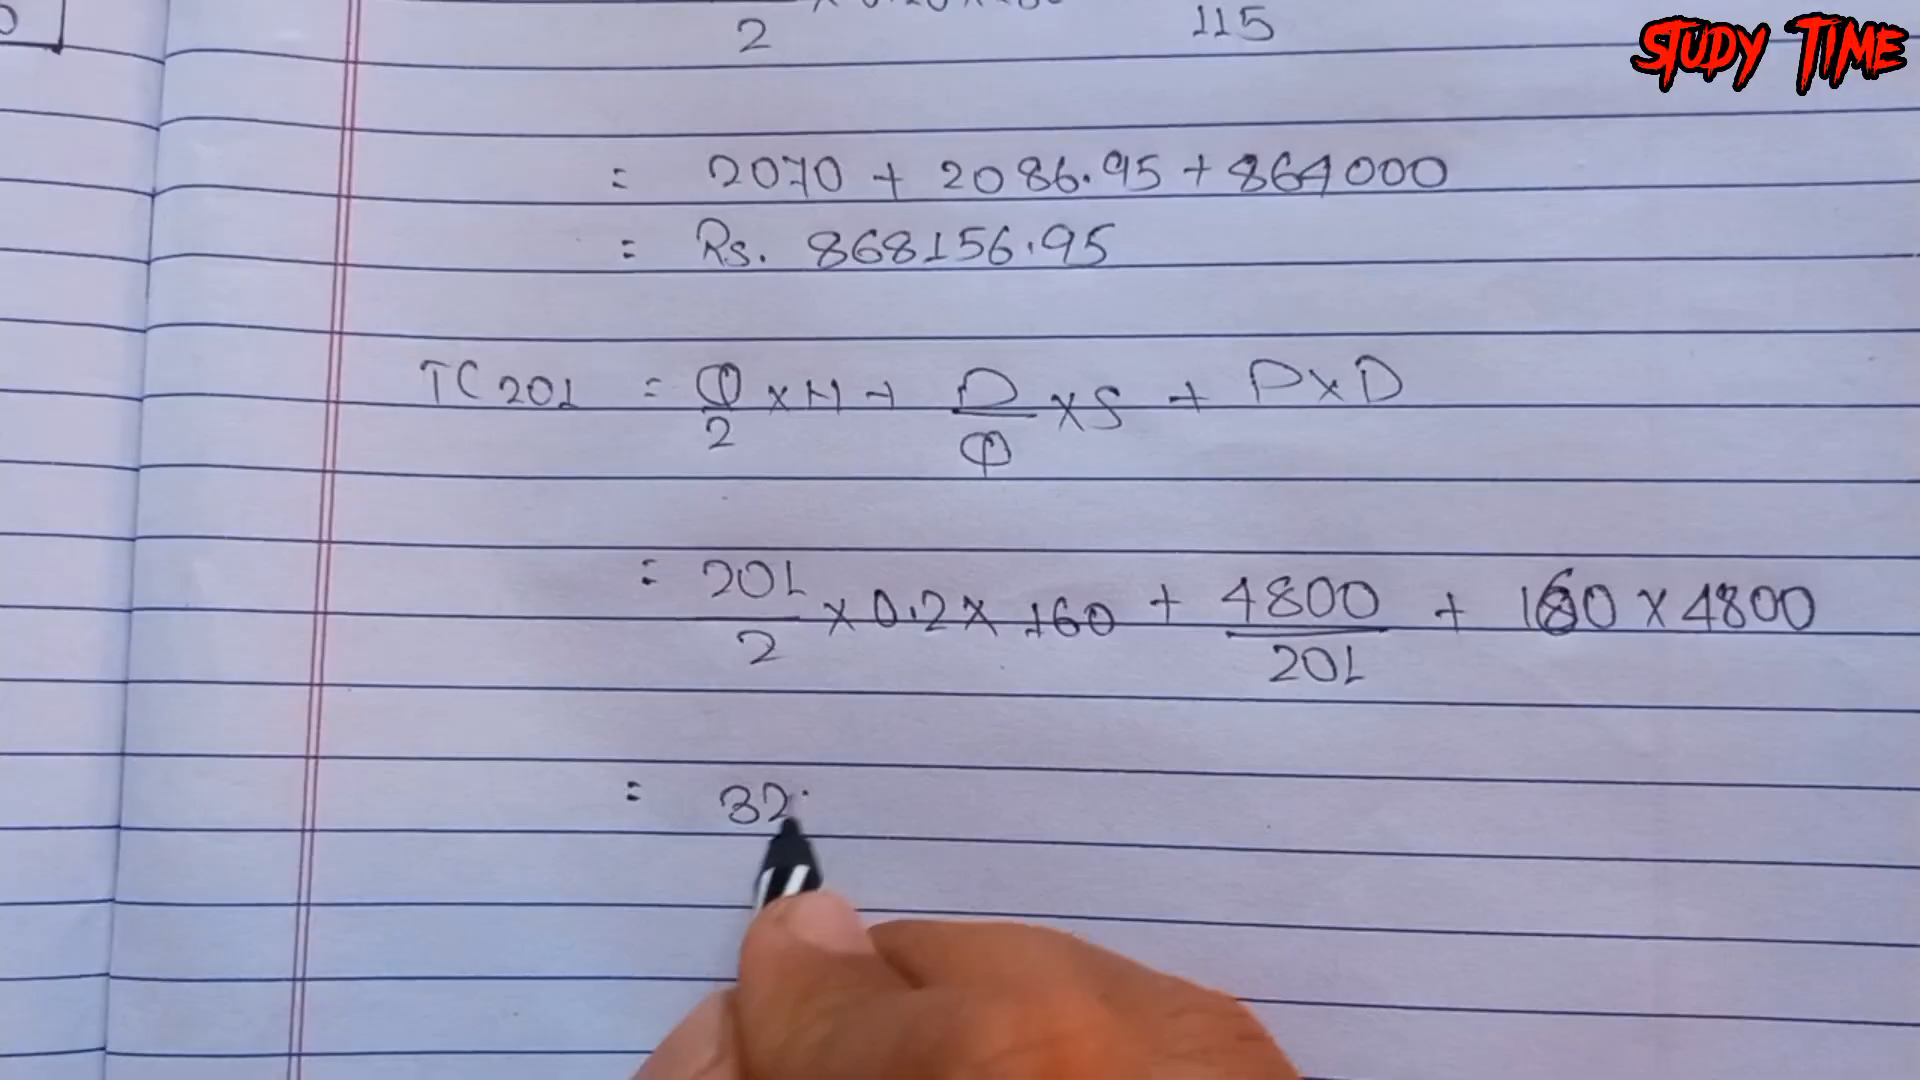 STUDY TIME
2 115
= 2070 + 2086.95 + 864000
= Rs. 868156.95
TC 201 = Q/2 × H + D/Q × S + P × D
= 201/2 × 0.2 × 160 + 4800/201 + 160 × 4800
= 32